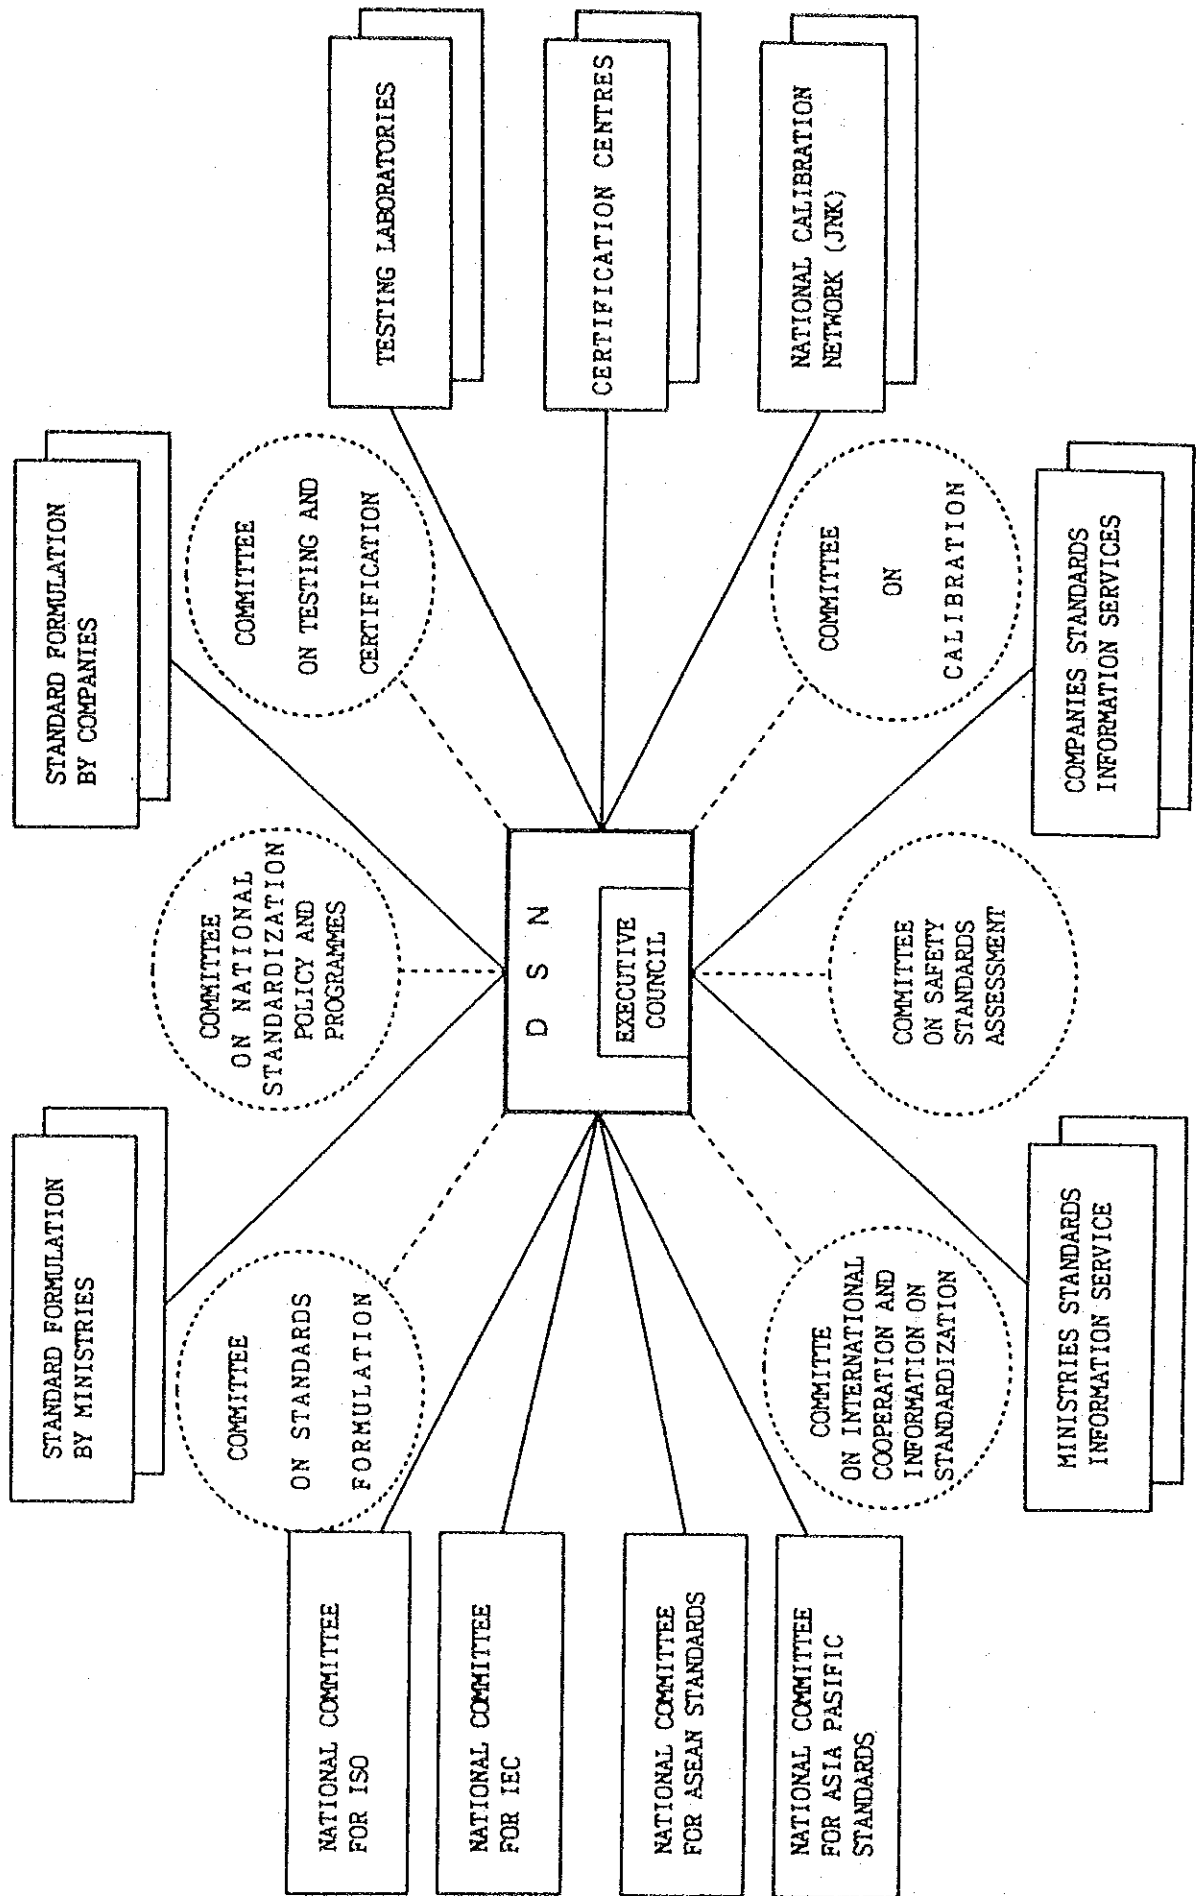 STANDARD FORMULATION
BY MINISTRIES
STANDARD FORMULATION
BY COMPANIES
COMMITTEE
ON NATIONAL
STANDARDIZATION
POLICY AND
PROGRAMMES
COMMITTEE
ON STANDARDS
FORMULATION
COMMITTEE
ON TESTING AND
CERTIFICATION
NATIONAL COMMITTEE
FOR ISO
NATIONAL COMMITTEE
FOR IEC
NATIONAL COMMITTEE
FOR ASEAN STANDARDS
NATIONAL COMMITTEE
FOR ASIA PASIFIC
STANDARDS
D S N
EXECUTIVE
COUNCIL
TESTING LABORATORIES
CERTIFICATION CENTRES
NATIONAL CALIBRATION
NETWORK (JNK)
COMMITTE
ON INTERNATIONAL
COOPERATION AND
INFORMATION ON
STANDARDIZATION
COMMITTEE
ON SAFETY
STANDARDS
ASSESSMENT
COMMITTEE
ON
CALIBRATION
MINISTRIES STANDARDS
INFORMATION SERVICE
COMPANIES STANDARDS
INFORMATION SERVICES